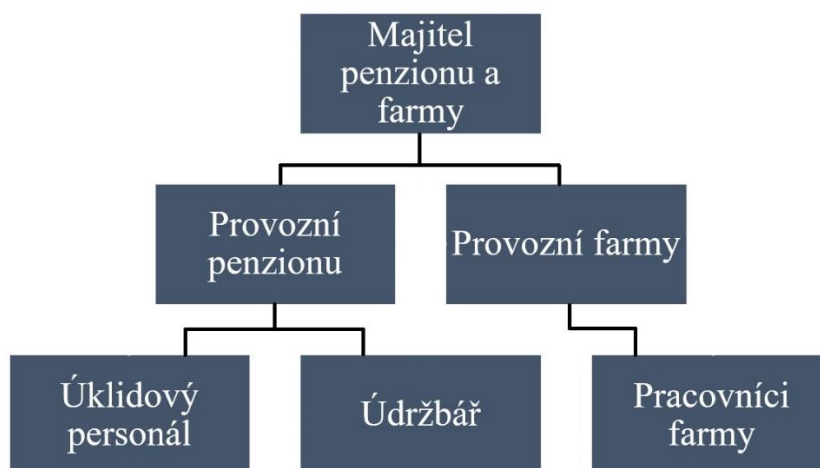 Majitel
penzionu a
farmy
Provozní
penzionu
Provozní farmy
Úklidový
personál
Údržbář
Pracovníci
farmy